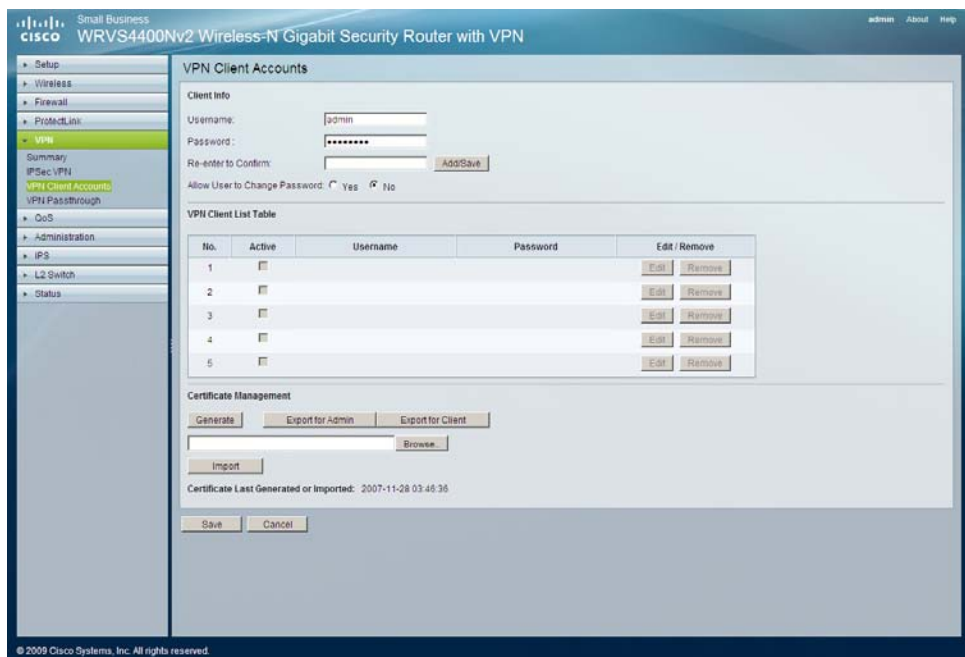 Small Business
cisco WRVS4400Nv2 Wireless-N Gigabit Security Router with VPN
admin About Help
Setup
Wireless
Firewall
ProtectLink
VPN
Summary
IPSec VPN
VPN Client Accounts
VPN Passthrough
QoS
Administration
IPS
L2 Switch
Status
VPN Client Accounts
Client Info
Username: admin
Password: ••••••••
Re-enter to Confirm: Add/Save
Allow User to Change Password: Yes No
VPN Client List Table
No. Active Username Password Edit / Remove
1 Edit Remove
2 Edit Remove
3 Edit Remove
4 Edit Remove
5 Edit Remove
Certificate Management
Generate Export for Admin Export for Client
Browse...
Import
Certificate Last Generated or Imported: 2007-11-28 03:46:36
Save Cancel
© 2009 Cisco Systems, Inc. All rights reserved.